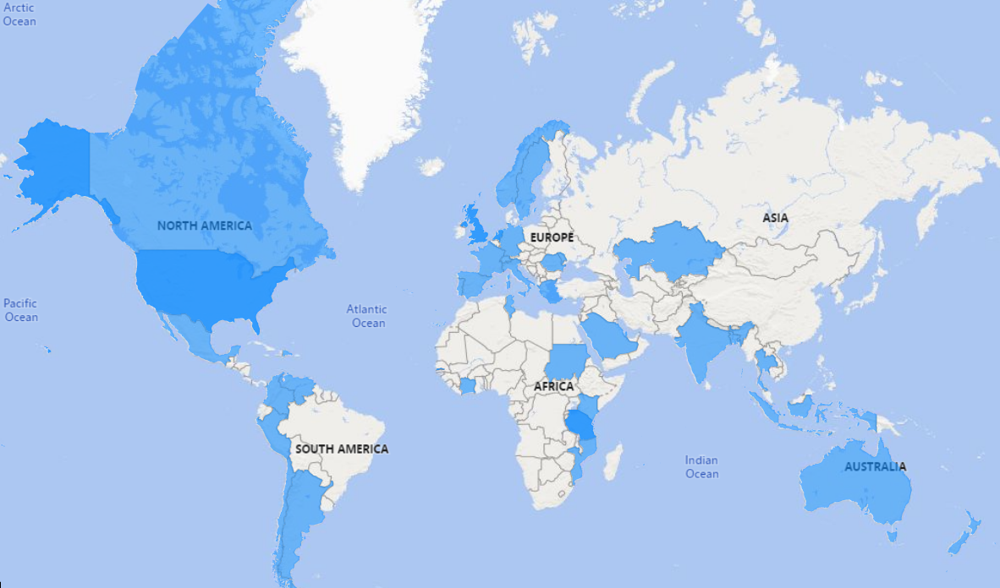 Arctic
Ocean
NORTH AMERICA
ASIA
EUROPE
Pacific
Ocean
Atlantic
Ocean
AFRICA
SOUTH AMERICA
Indian
Ocean
AUSTRALIA